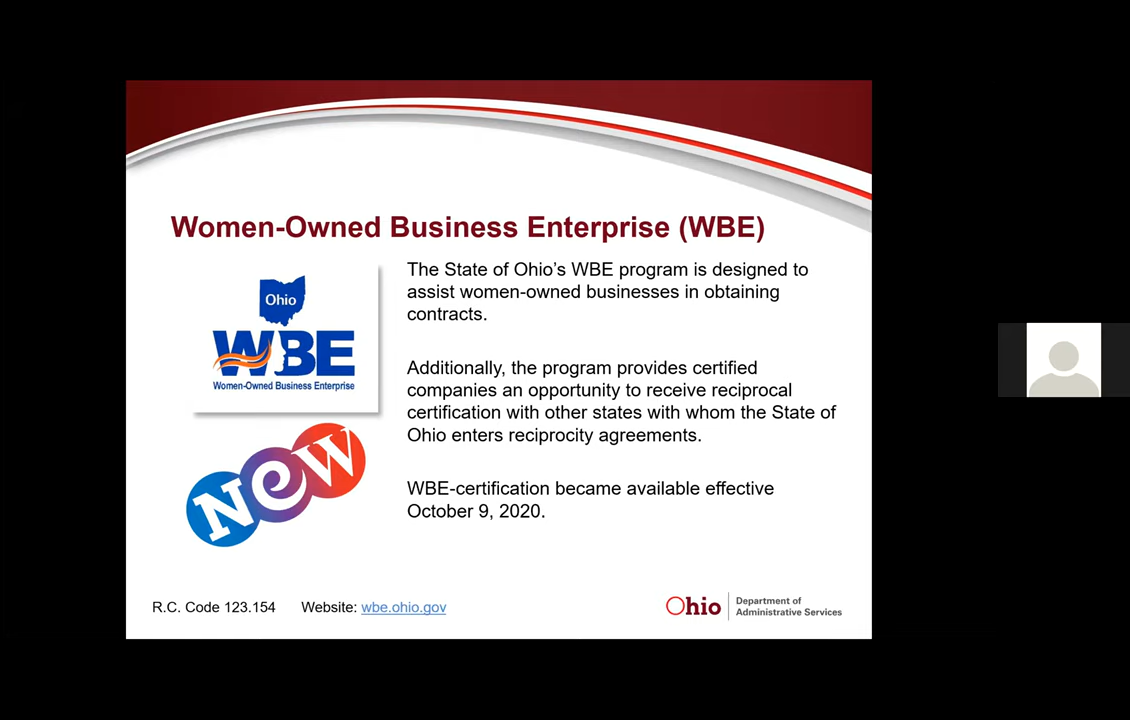 Women-Owned Business Enterprise (WBE)
Ohio
WBE
Women-Owned Business Enterprise
New
The State of Ohio’s WBE program is designed to
assist women-owned businesses in obtaining
contracts.
Additionally, the program provides certified
companies an opportunity to receive reciprocal
certification with other states with whom the State of
Ohio enters reciprocity agreements.
WBE-certification became available effective
October 9, 2020.
R.C. Code 123.154 Website: wbe.ohio.gov
Ohio
Department of
Administrative Services